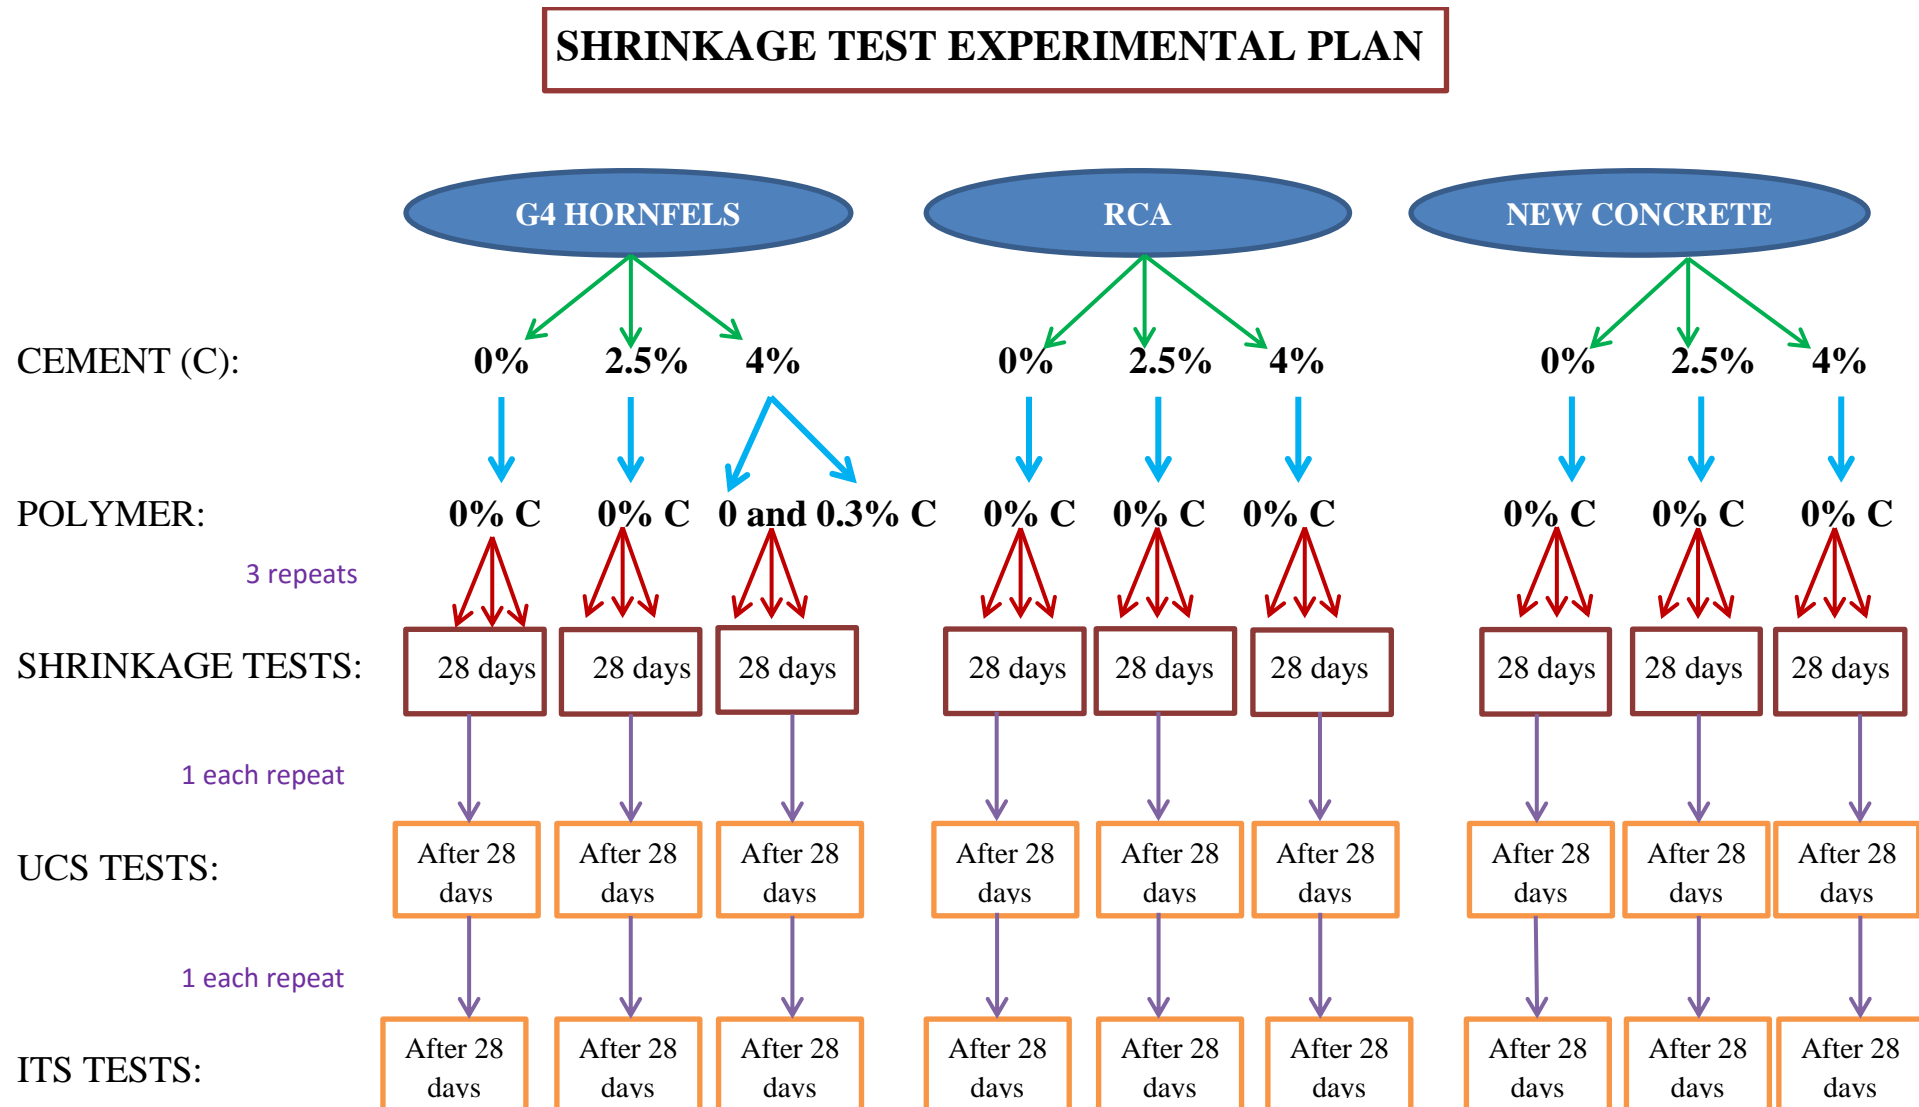 SHRINKAGE TEST EXPERIMENTAL PLAN
G4 HORNFELS RCA NEW CONCRETE
CEMENT (C): 0% 2.5% 4% 0% 2.5% 4% 0% 2.5% 4%
POLYMER: 0% C 0% C 0 and 0.3% C 0% C 0% C 0% C 0% C 0% C 0% C
3 repeats
SHRINKAGE TESTS: 28 days 28 days 28 days 28 days 28 days 28 days 28 days 28 days 28 days
1 each repeat
After 28 After 28 After 28 After 28 After 28 After 28 After 28 After 28 After 28
UCS TESTS:
days days days days days days days days days
1 each repeat
After 28 After 28 After 28 After 28 After 28 After 28 After 28 After 28 After 28
ITS TESTS:
days days days days days days days days days